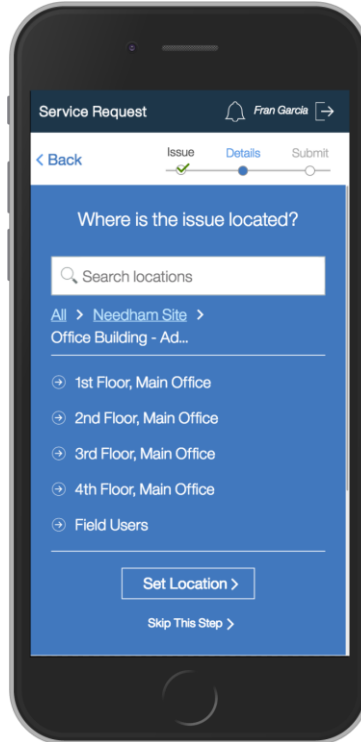 Service Request
Fran Garcia
< Back
Issue
Details
Submit
Where is the issue located?
Search locations
All > Needham Site >
Office Building - Ad...
1st Floor, Main Office
2nd Floor, Main Office
3rd Floor, Main Office
4th Floor, Main Office
Field Users
Set Location >
Skip This Step >